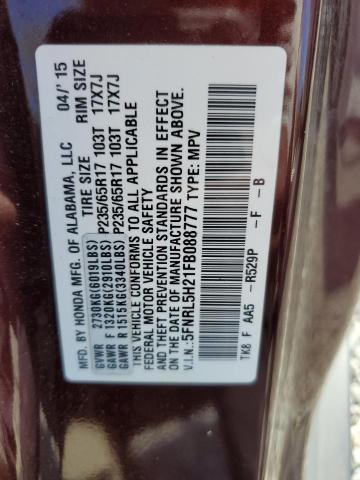 MFD. BY HONDA MFG. OF ALABAMA, LLC 04/' 15
TIRE SIZE RIM SIZE
GVWR 2730KG(6019LBS)
GAWR F 1320KG(2910LBS) P235/65R17 103T 17X7J
GAWR R 1515KG(3340LBS) P235/65R17 103T 17X7J
THIS VEHICLE CONFORMS TO ALL APPLICABLE
FEDERAL MOTOR VEHICLE SAFETY
AND THEFT PREVENTION STANDARDS IN EFFECT
ON THE DATE OF MANUFACTURE SHOWN ABOVE.
V.I.N.:5FNRL5H21FB088777 TYPE: MPV
TK8 F AA5 -R529P -F -B